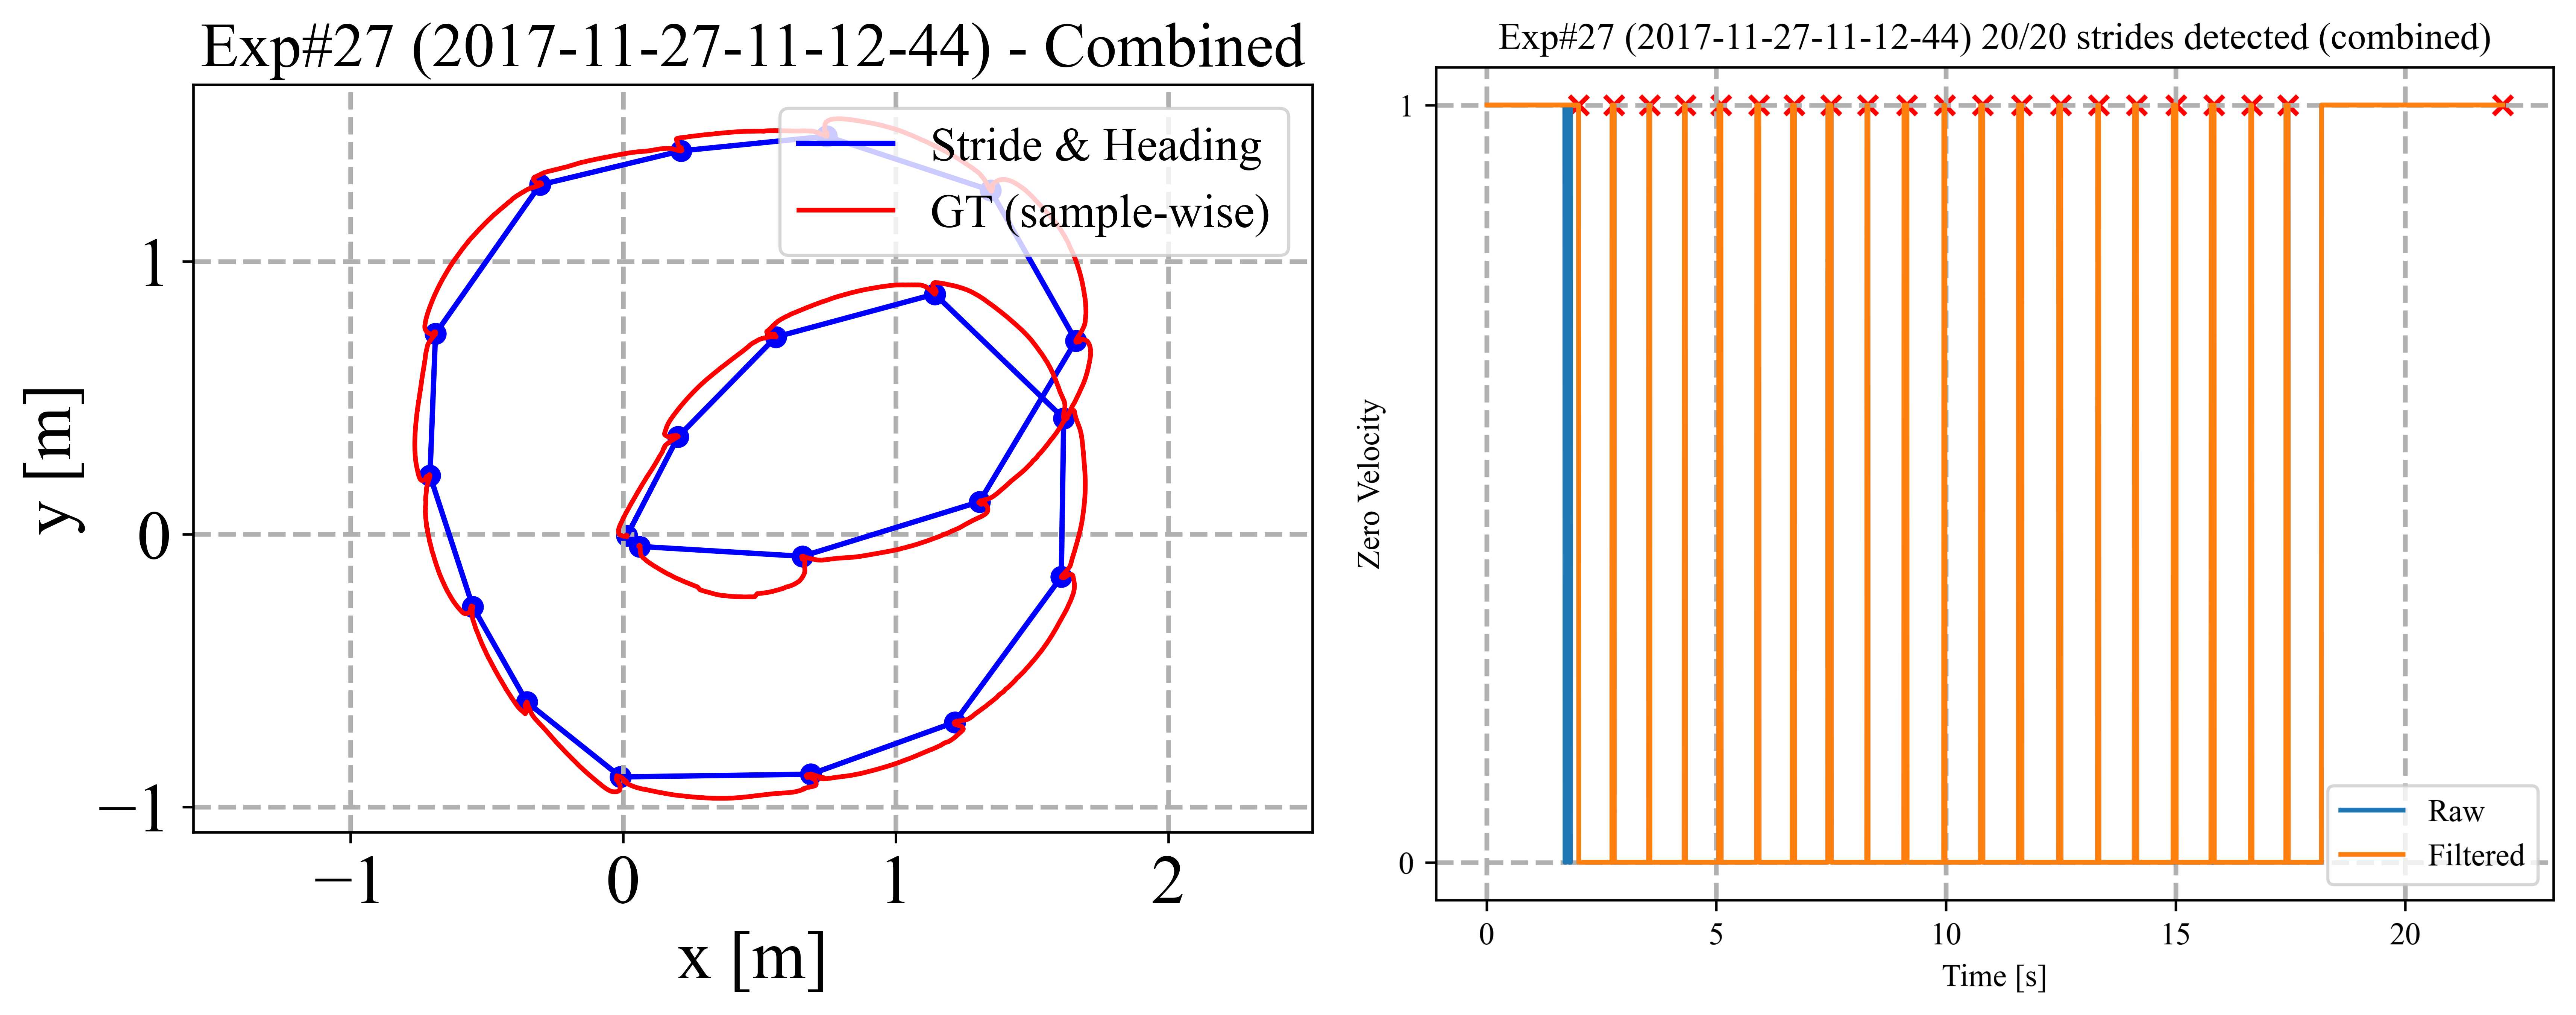 Exp#27 (2017-11-27-11-12-44) - Combined
Stride & Heading
GT (sample-wise)
y [m]
1
0
−1
−1
0
1
2
x [m]
Exp#27 (2017-11-27-11-12-44) 20/20 strides detected (combined)
Zero Velocity
1
0
Raw
Filtered
0
5
10
15
20
Time [s]